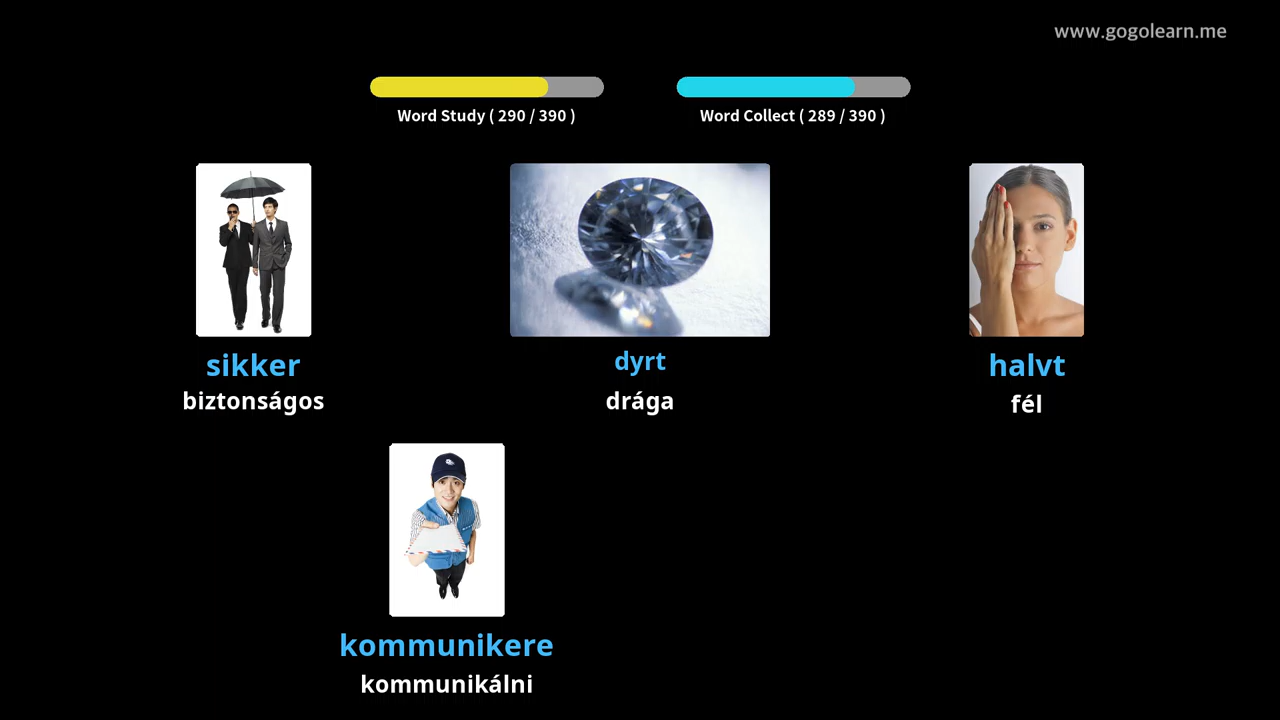 www.gogolearn.me
Word Study ( 290 / 390 )
Word Collect ( 289 / 390 )
sikker
biztonságos
dyrt
drága
halvt
fél
kommunikere
kommunikálni